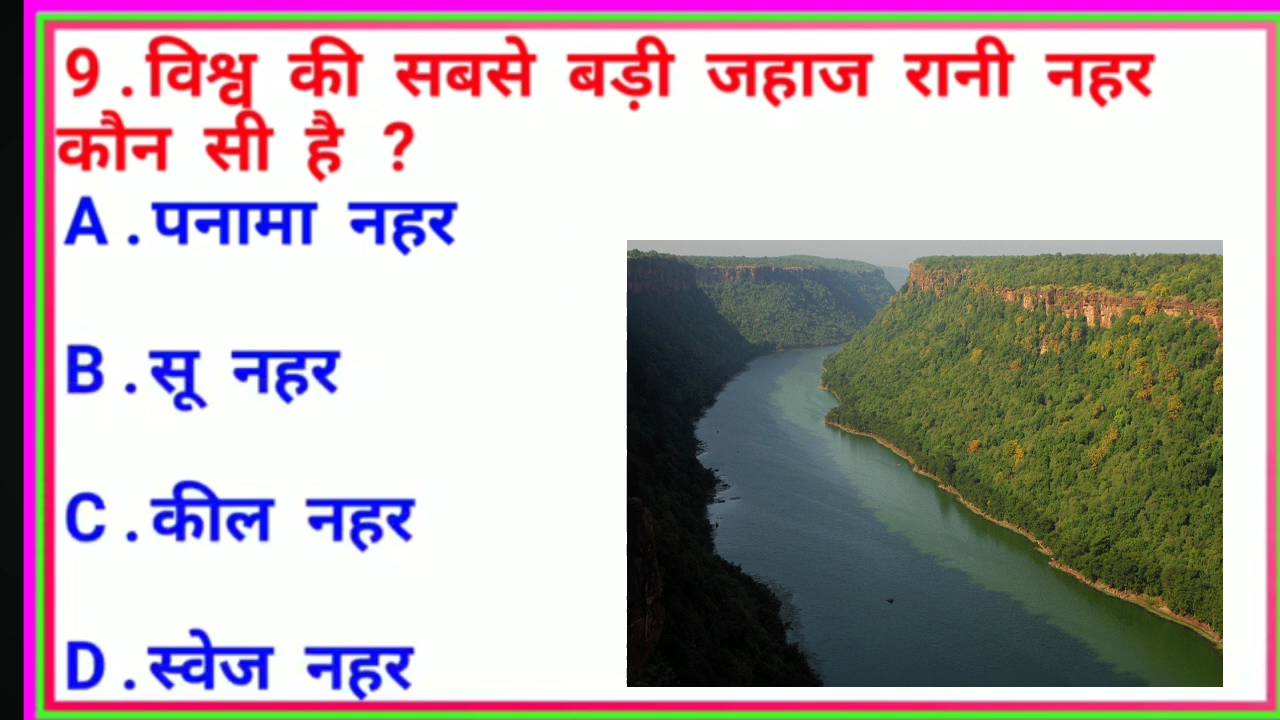 9.विश्व की सबसे बड़ी जहाज रानी नहर
कौन सी है ?
A.पनामा नहर
B.सू नहर
C.कील नहर
D.स्वेज नहर